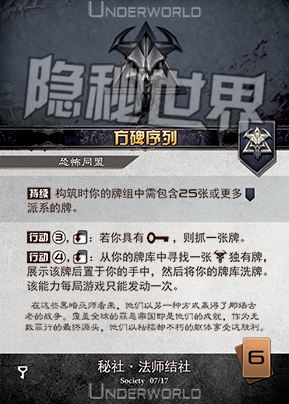 UNDERWORLD
隐秘世界
方碑序列
恐怖同盟
持续 构筑时你的牌组中需包含25张或更多
派系的牌。
行动 3, : 若你具有 , 则抓一张牌。
行动 4, : 从你的牌库中寻找一张 独有牌,
展示该牌后置于你的手中, 然后将你的牌库洗牌。
该能力每局游戏只能发动一次。
在这些黑暗巫师看来, 他们以另一种方式赢得了那场古
老的战争。覆盖全球的罪恶帝国即是他们的成就, 作为无
数罪行的最终源头, 他们以枯槁却不朽的躯体享受这胜利。
秘社·法师结社
Society 07/17
6
UNDERWORLD